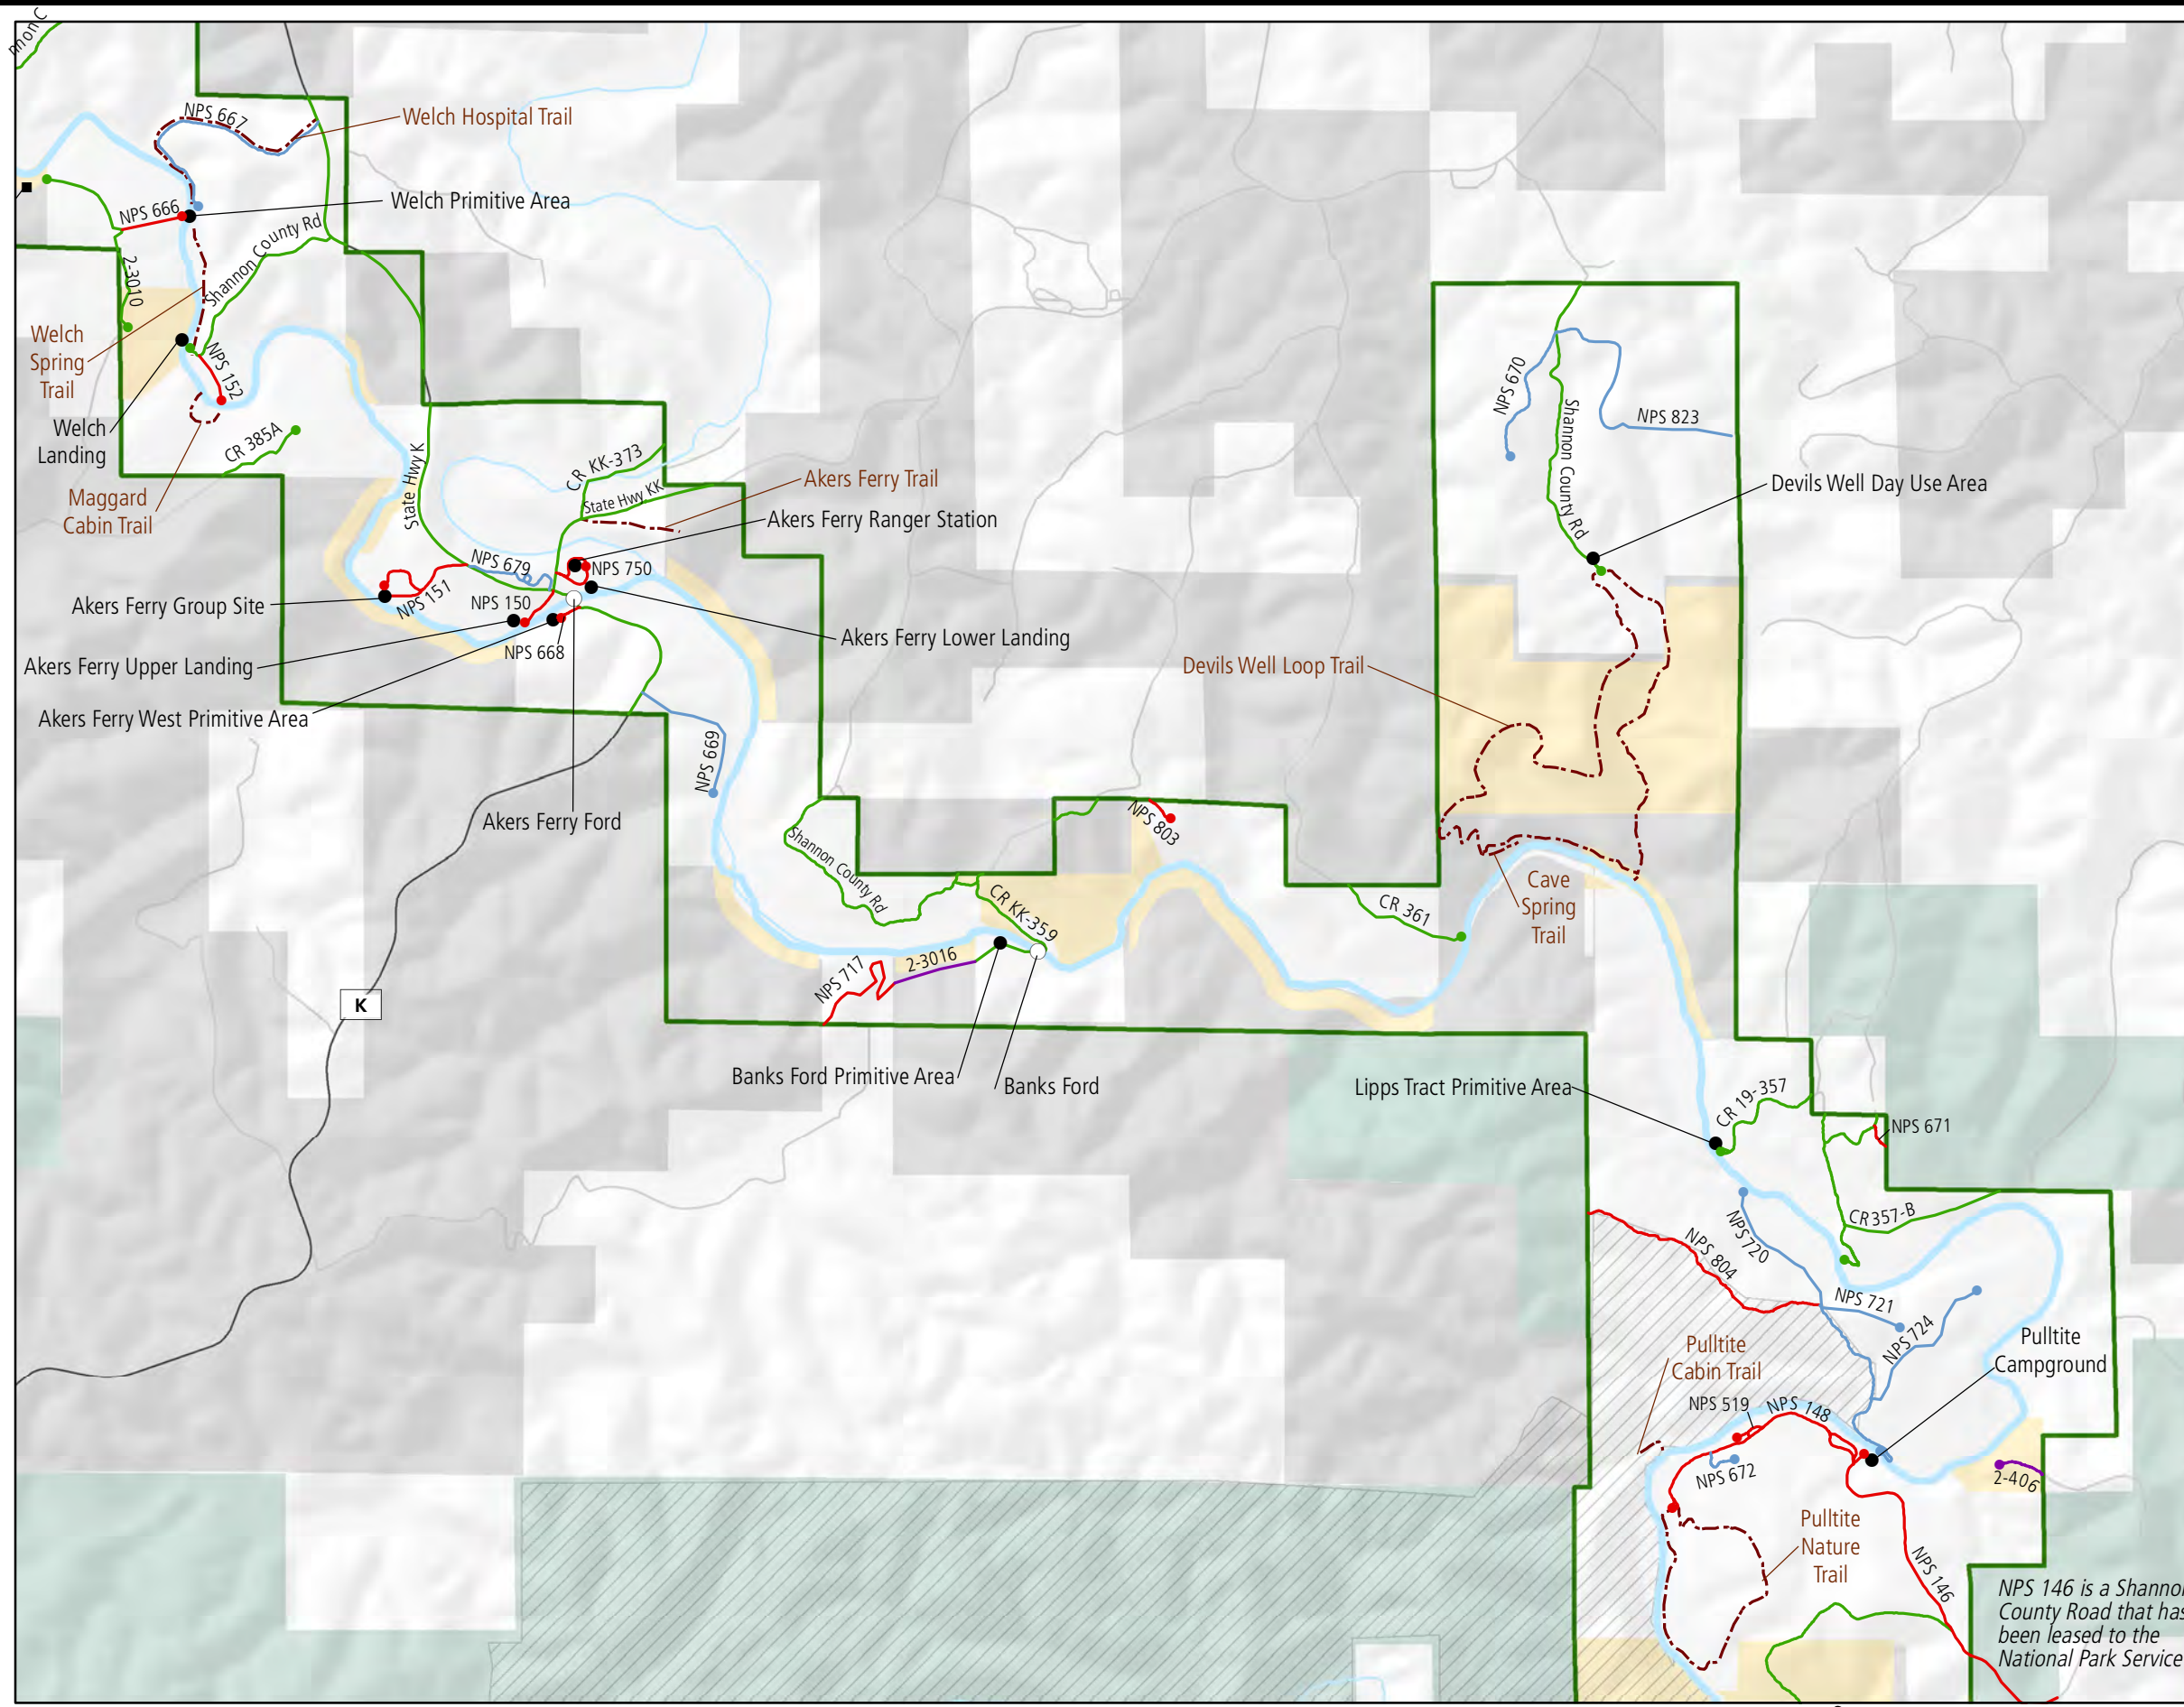 NPS 667
Welch Hospital Trail
NPS 666
Welch Primitive Area
Shannon County Rd
2-3010
Welch
Spring
Trail
NPS 152
Welch
Landing
CR 385A
Maggard
Cabin Trail
State Hwy K
C.R. KK-373
State Hwy KK
Akers Ferry Trail
Akers Ferry Ranger Station
NPS 679
NPS 750
NPS 151
NPS 150
Akers Ferry Group Site
Akers Ferry Lower Landing
NPS 668
Akers Ferry Upper Landing
Akers Ferry West Primitive Area
NPS 669
Akers Ferry Ford
NPS 670
Shannon County Rd
NPS 823
Devils Well Day Use Area
Devils Well Loop Trail
NPS 803
Shannon County Rd
CR KK-359
CR 361
Cave
Spring
Trail
NPS 717
2-3016
K
Banks Ford Primitive Area
Banks Ford
Lipps Tract Primitive Area
CR 19-357
NPS 671
CR357-B
NPS720
NPS 804
NPS 721
NPS 724
Pulltite
Campground
Pulltite
Cabin Trail
NPS 519
NPS 148
NPS 672
2-406
Pulltite
Nature
Trail
NPS 146
NPS 146 is a Shannon
County Road that has
been leased to the
National Park Service